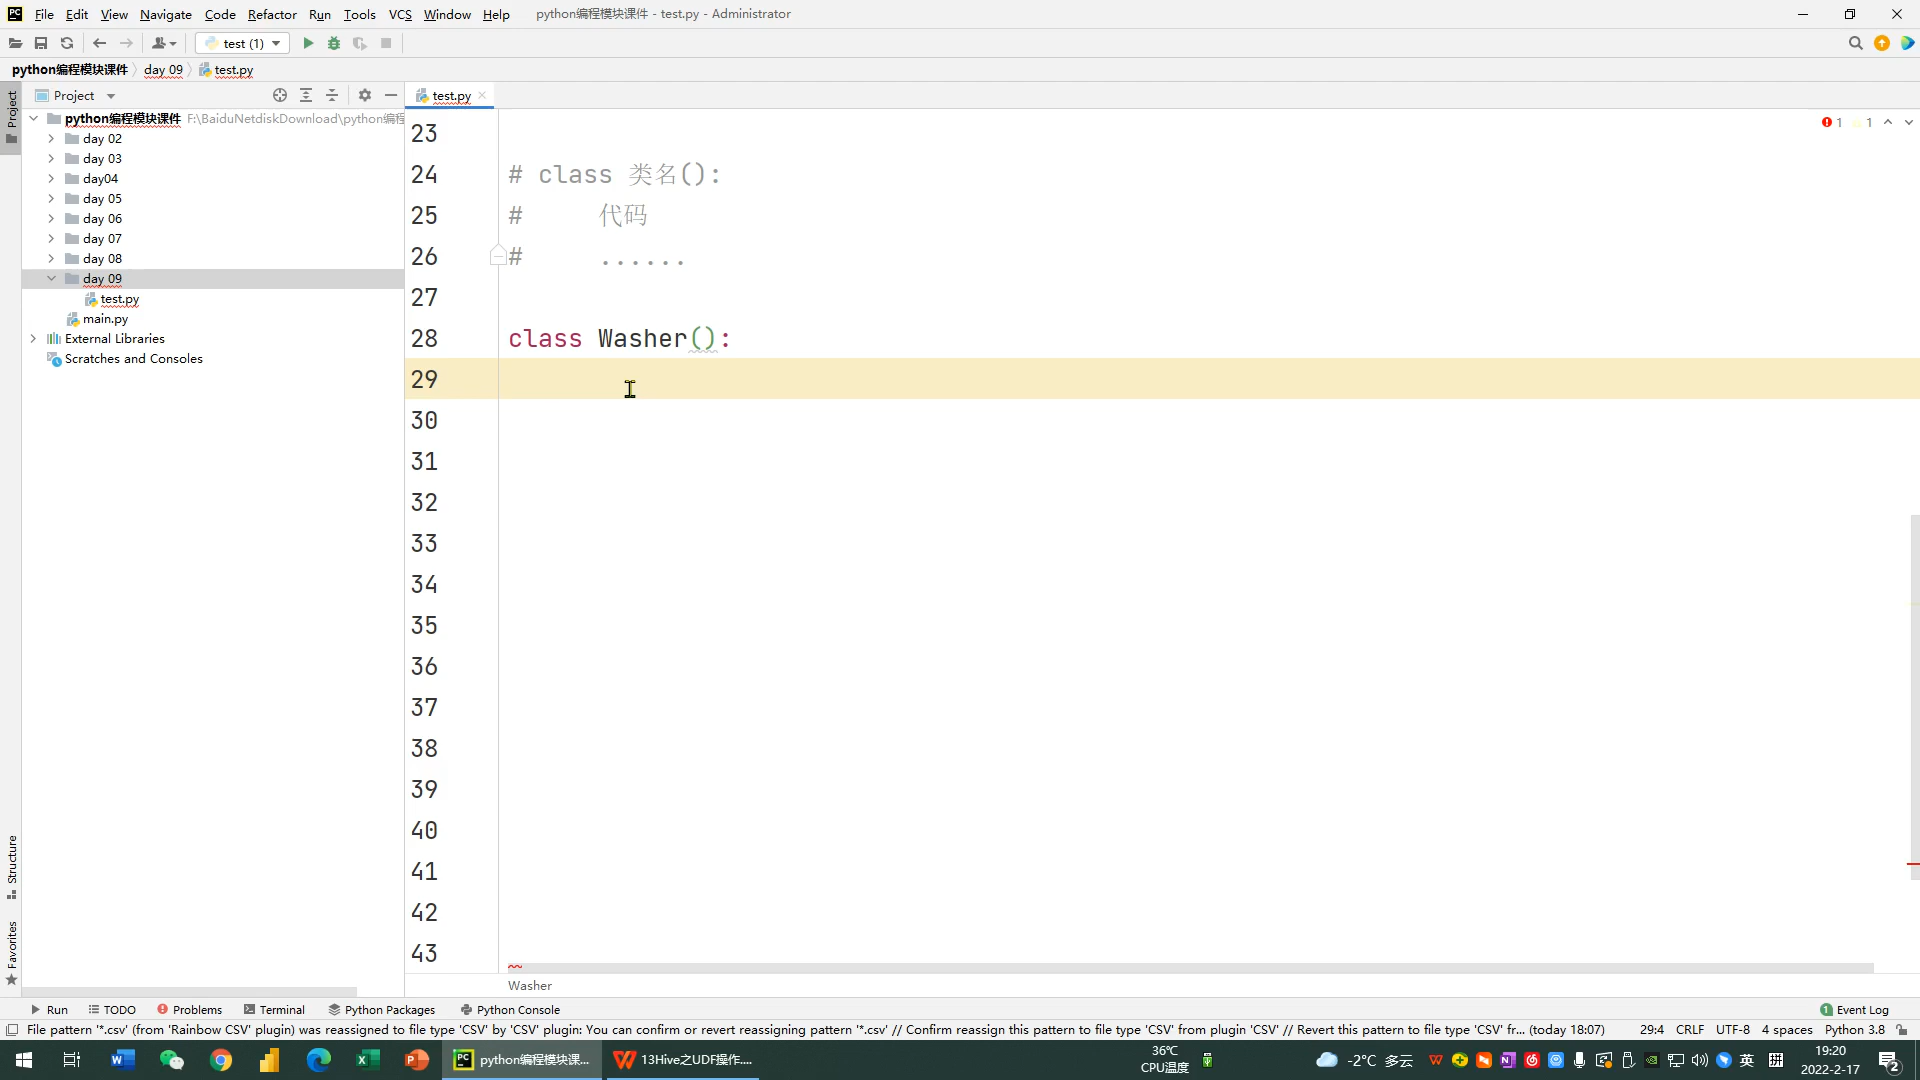 PC File Edit View Navigate Code Refactor Run Tools VCS Window Help python编程模块课件 - test.py - Administrator
test (1)
python编程模块课件 day 09 test.py
Project
Project
test.py
python编程模块课件 F:\BaiduNetdiskDownload\python编程
day 02
day 03
day04
day 05
day 06
day 07
day 08
day 09
test.py
main.py
External Libraries
Scratches and Consoles
1 1
23
24 # class 类名():
25 # 代码
26 # ......
27
28 class Washer():
29
30
31
32
33
34
35
36
37
38
39
40
41
42
43
Structure
Favorites
Washer
Run TODO Problems Terminal Python Packages Python Console 1 Event Log
File pattern '*.csv' (from 'Rainbow CSV' plugin) was reassigned to file type 'CSV' by 'CSV' plugin: You can confirm or revert reassigning pattern '*.csv' // Confirm reassign this pattern to file type 'CSV' from plugin 'CSV' // Revert this pattern to file type 'CSV' fr... (today 18:07) 29:4 CRLF UTF-8 4 spaces Python 3.8
python编程模块课... 13Hive之UDF操作....
36℃
CPU温度
-2°C 多云
英 拼
19:20
2022-2-17
2